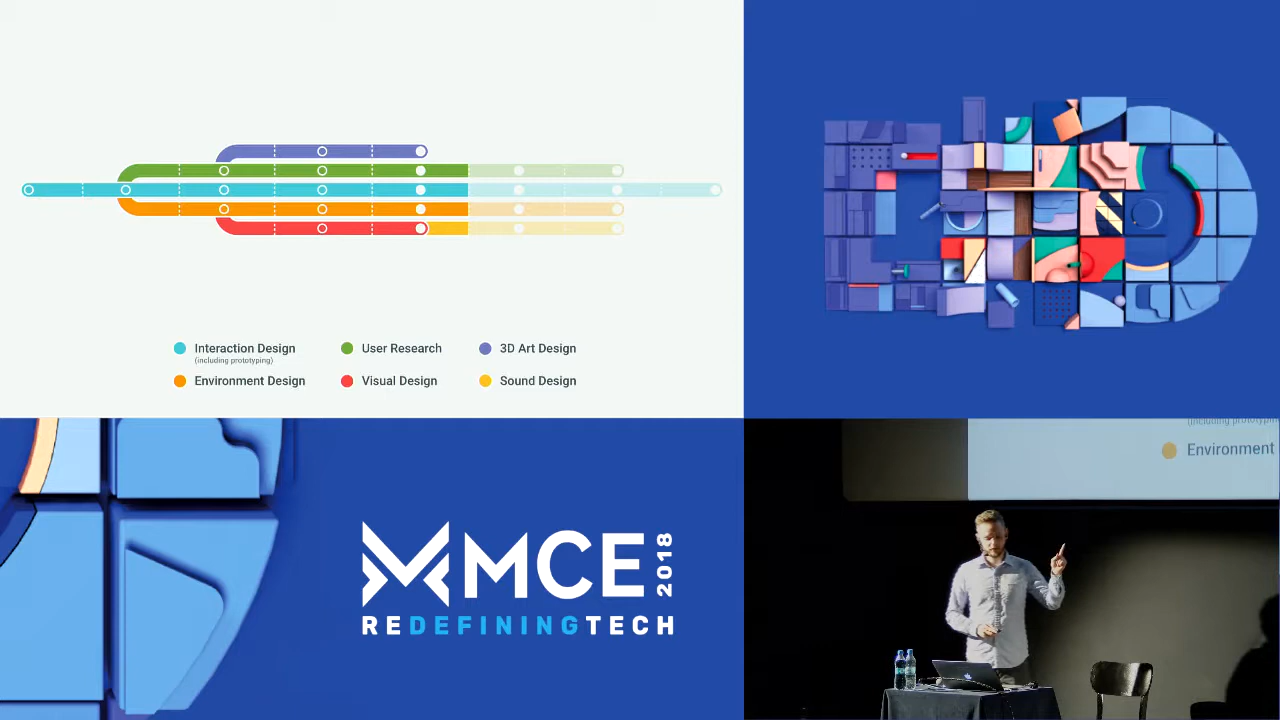 Interaction Design
(including prototyping)
User Research
3D Art Design
Environment Design
Visual Design
Sound Design
MCE
2018
REDEFININGTECH
(including prototyping
Environment